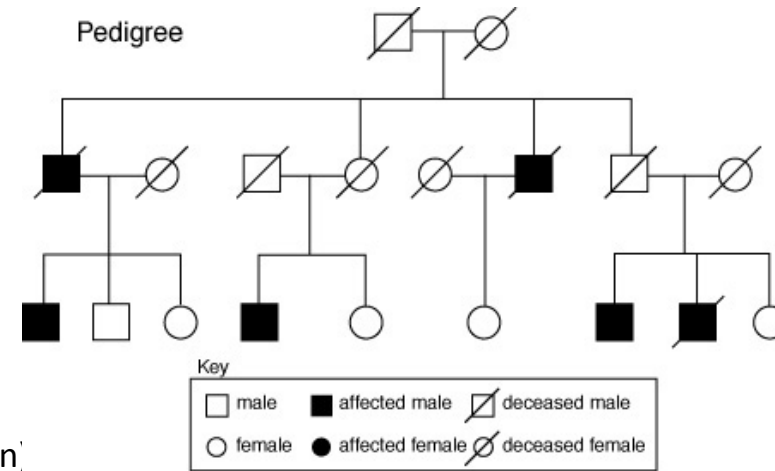 Pedigree
Key
male affected male deceased male
female affected female deceased female
n)